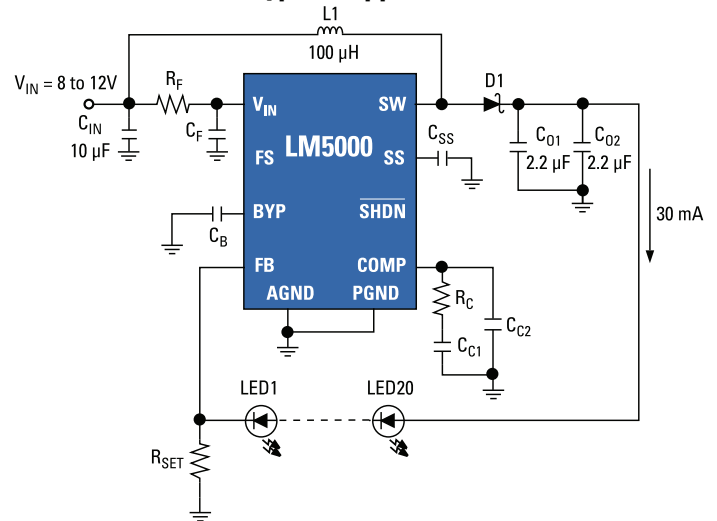 L1
100 µH
V_IN = 8 to 12V
R_F
D1
C_IN
10 µF
C_F
V_IN
SW
LM5000
C_SS
FS
SS
C_O1
2.2 µF
C_O2
2.2 µF
BYP
SHDN
C_B
30 mA
FB
COMP
AGND
PGND
R_C
C_C1
C_C2
LED1
LED20
R_SET